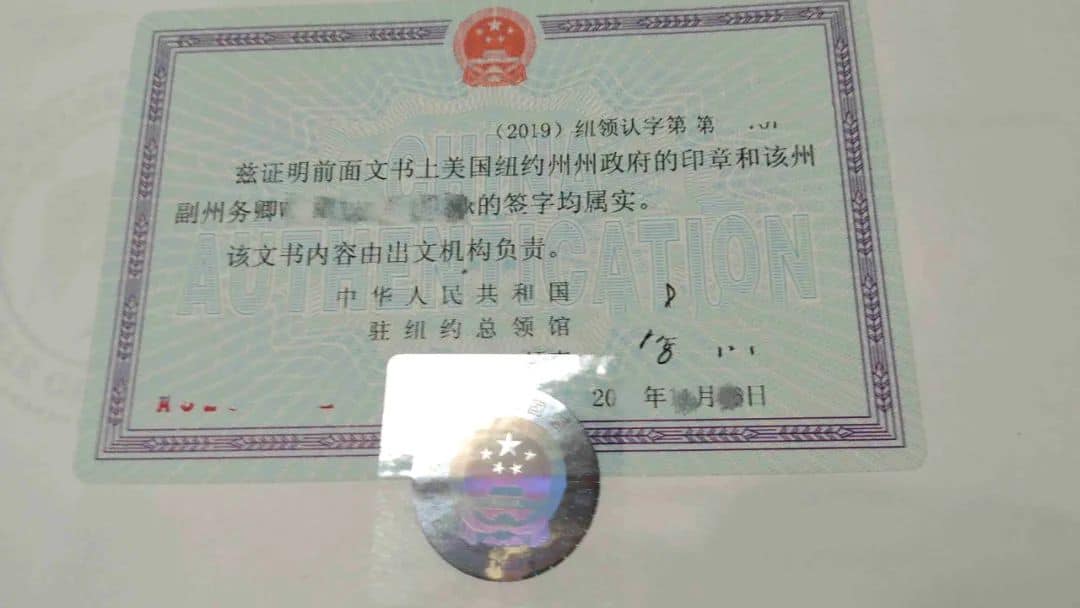 CHINA
AUTHENTICATION
（2019）纽领认字第 第
兹证明前面文书上美国纽约州州政府的印章和该州
副州务卿 的签字均属实。
该文书内容由出文机构负责。
中华人民共和国
驻纽约总领馆
20 年 月 日